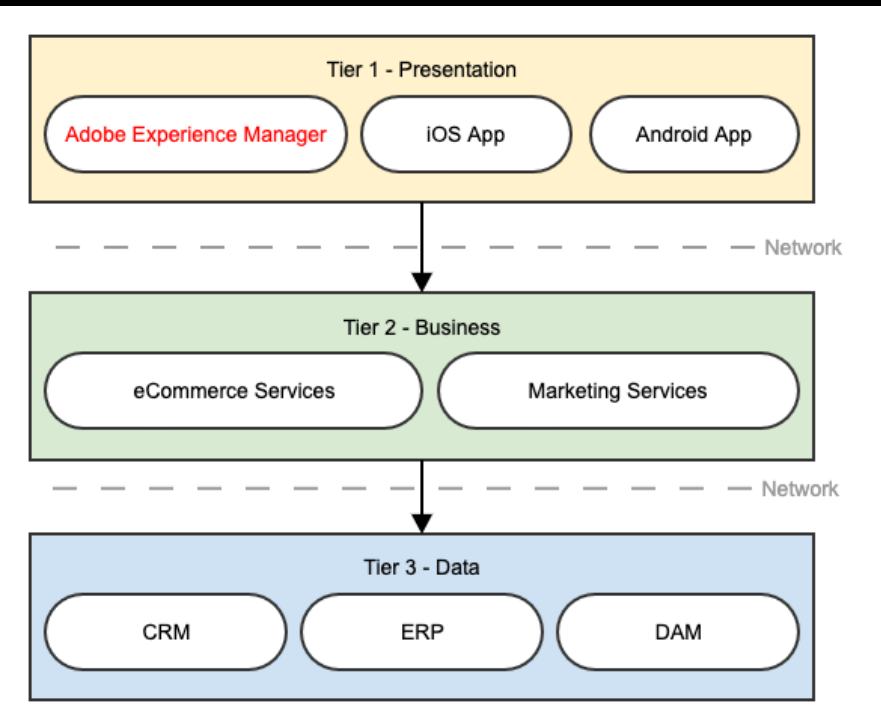 Tier 1 - Presentation
Adobe Experience Manager
iOS App
Android App
Network
Tier 2 - Business
eCommerce Services
Marketing Services
Network
Tier 3 - Data
CRM
ERP
DAM